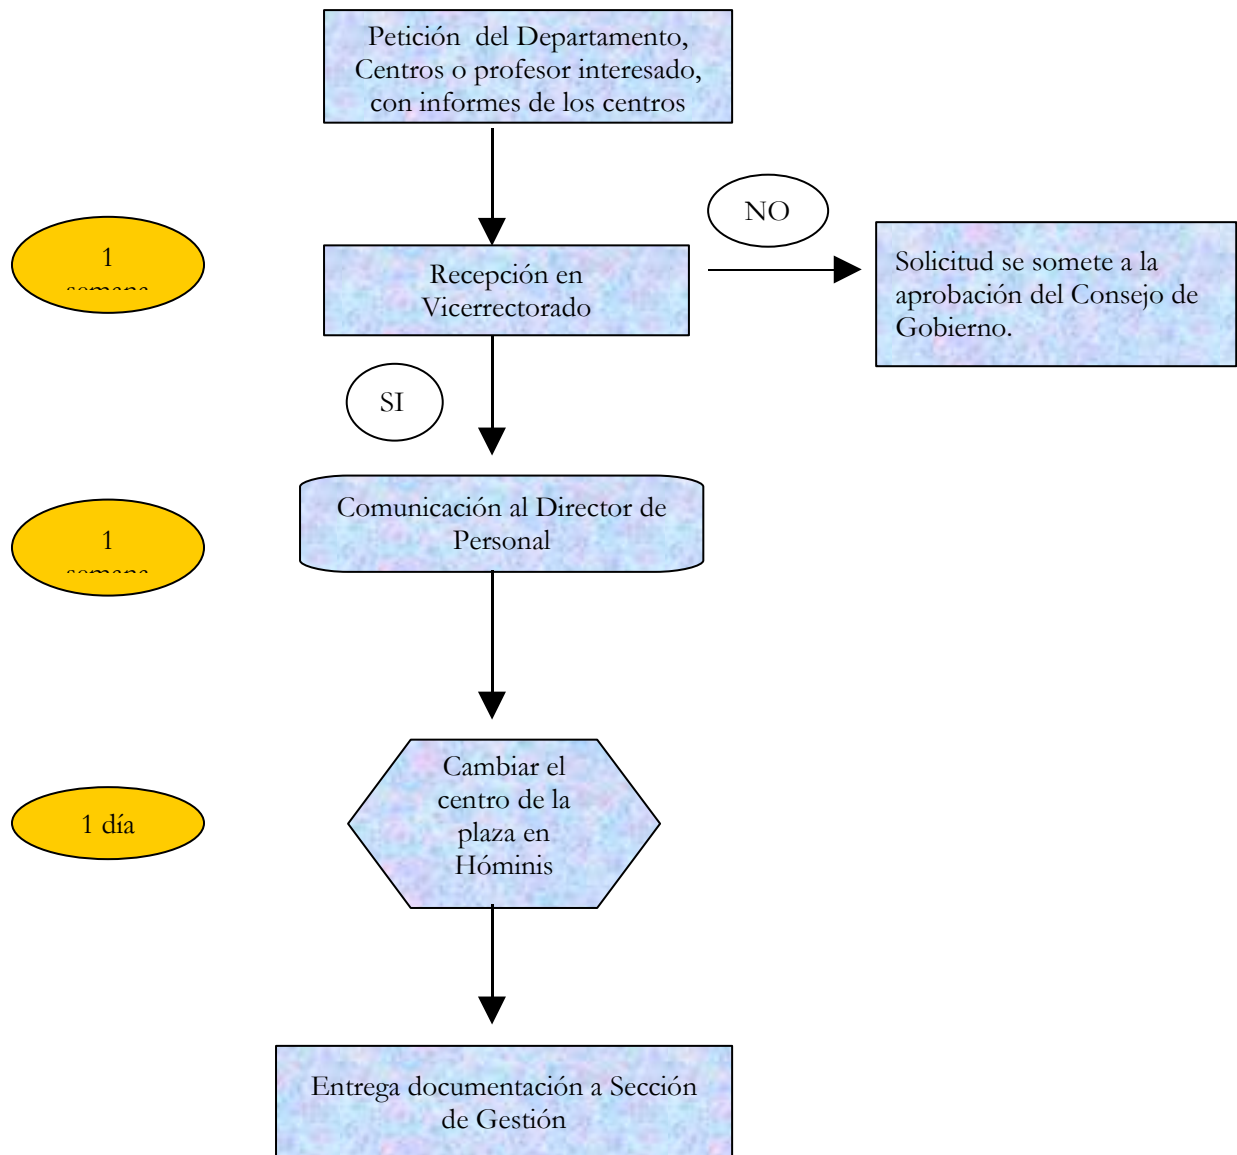 Petición del Departamento,
Centros o profesor interesado,
con informes de los centros
NO
1
Recepción en
Vicerrectorado
Solicitud se somete a la
aprobación del Consejo de
Gobierno.
SI
1
Comunicación al Director de
Personal
1 día
Cambiar el
centro de la
plaza en
Hóminis
Entrega documentación a Sección
de Gestión